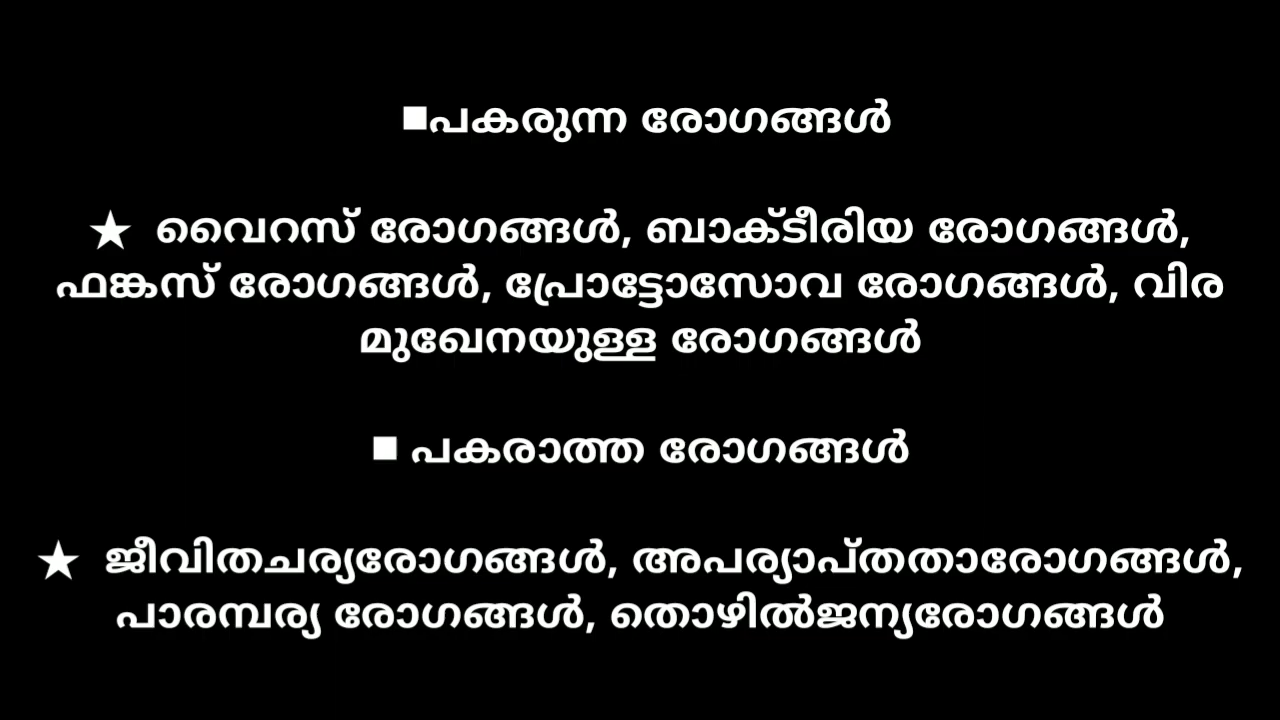 ■പകരുന്ന രോഗങ്ങൾ
★ വൈറസ് രോഗങ്ങൾ, ബാക്ടീരിയ രോഗങ്ങൾ,
ഫങ്കസ് രോഗങ്ങൾ, പ്രോട്ടോസോവ രോഗങ്ങൾ, വിര
മുഖേനയുള്ള രോഗങ്ങൾ
■ പകരാത്ത രോഗങ്ങൾ
★ ജീവിതചര്യരോഗങ്ങൾ, അപര്യാപ്തതാരോഗങ്ങൾ,
പാരമ്പര്യ രോഗങ്ങൾ, തൊഴിൽജന്യരോഗങ്ങൾ